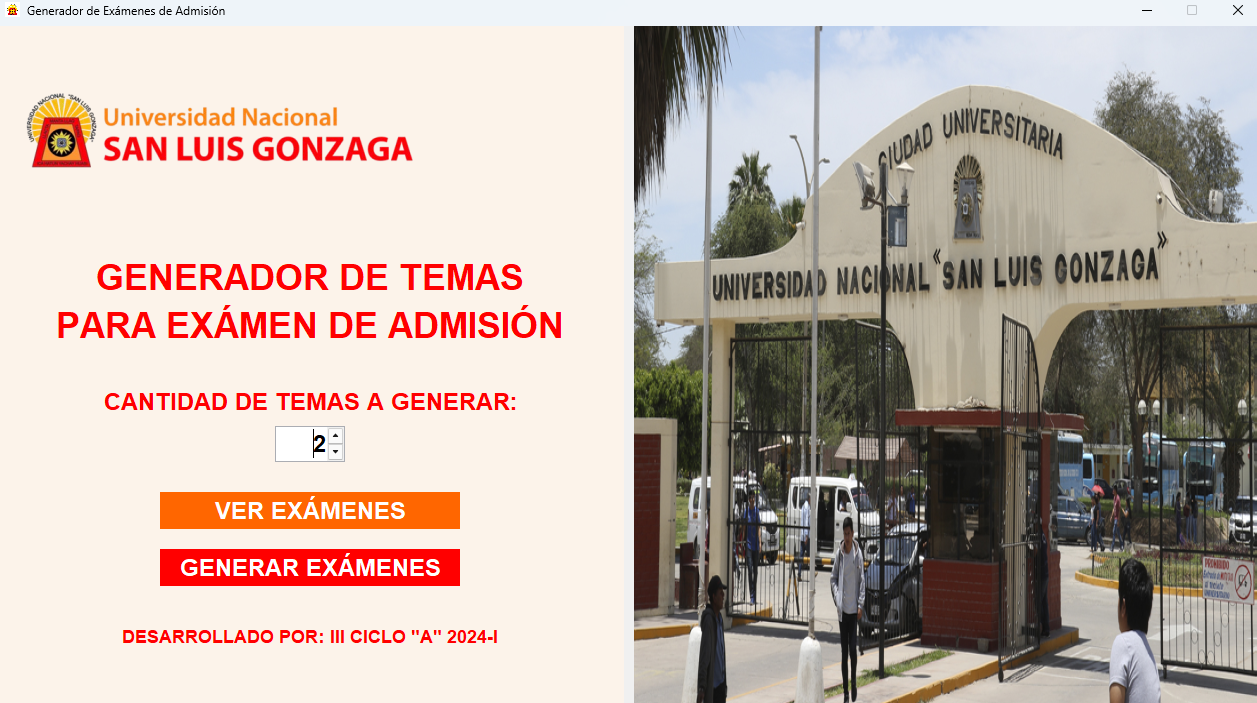 Generador de Exámenes de Admisión
UNIVERSIDAD NACIONAL "SAN LUIS GONZAGA"
Universidad Nacional
SAN LUIS GONZAGA
GENERADOR DE TEMAS
PARA EXÁMEN DE ADMISIÓN
CANTIDAD DE TEMAS A GENERAR:
2
VER EXÁMENES
GENERAR EXÁMENES
DESARROLLADO POR: III CICLO "A" 2024-I
CIUDAD UNIVERSITARIA
UNIVERSIDAD NACIONAL «SAN LUIS GONZAGA»
PROHIBIDO